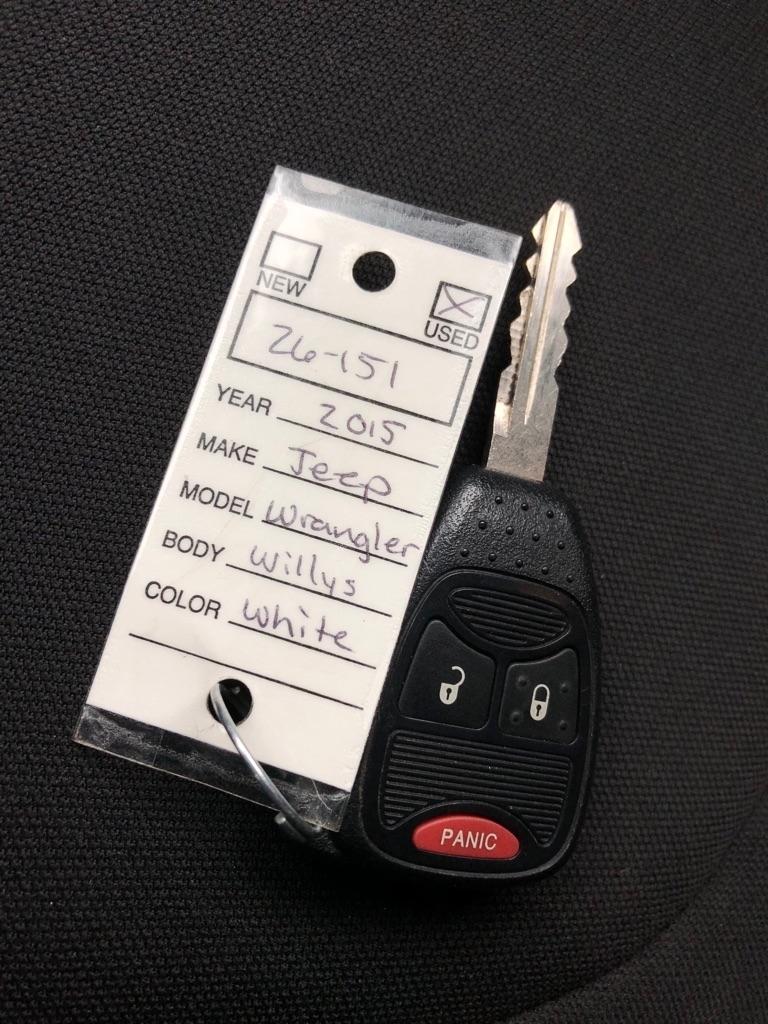 NEW
USED
26-151
YEAR 2015
MAKE Jeep
MODEL Wrangler
BODY Willys
COLOR White
PANIC